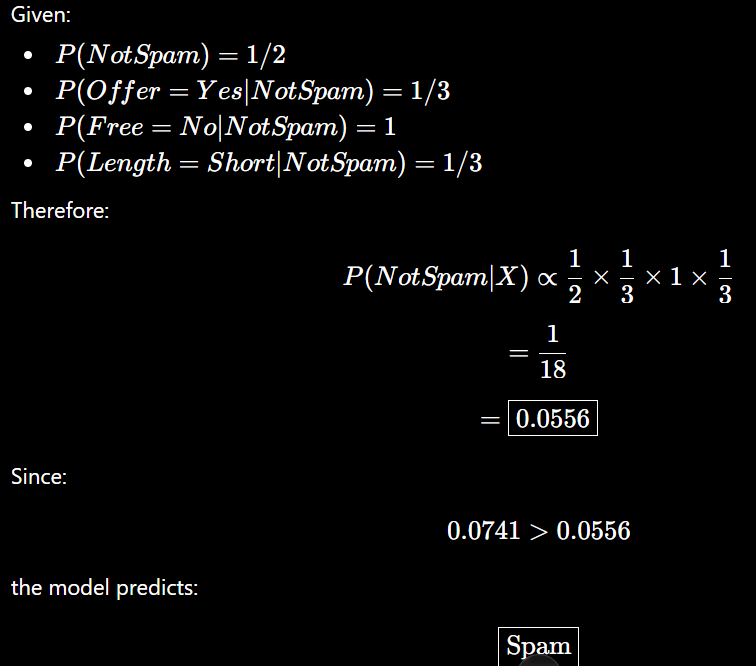 Given:
• P(NotSpam) = 1/2
• P(Offer = Yes|NotSpam) = 1/3
• P(Free = No|NotSpam) = 1
• P(Length = Short|NotSpam) = 1/3
Therefore:
P(NotSpam|X) ∝ 1/2 × 1/3 × 1 × 1/3
= 1/18
= 0.0556
Since:
0.0741 > 0.0556
the model predicts:
Spam